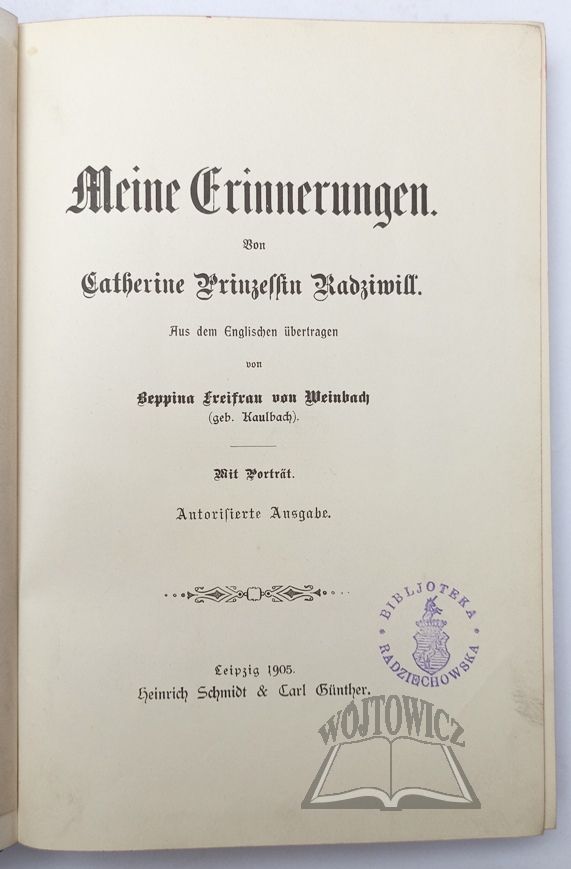 Meine Erinnerungen.
Von
Catherine Prinzessin Radziwill.
Aus dem Englischen übertragen
von
Beppina Freifrau von Weinbach
(geb. Kaulbach).
Mit Porträt.
Autorisierte Ausgabe.
BIBLJOTEKA
RADZIECHOWSKA
Leipzig 1905.
Heinrich Schmidt & Carl Günther.
WÓJTOWICZ